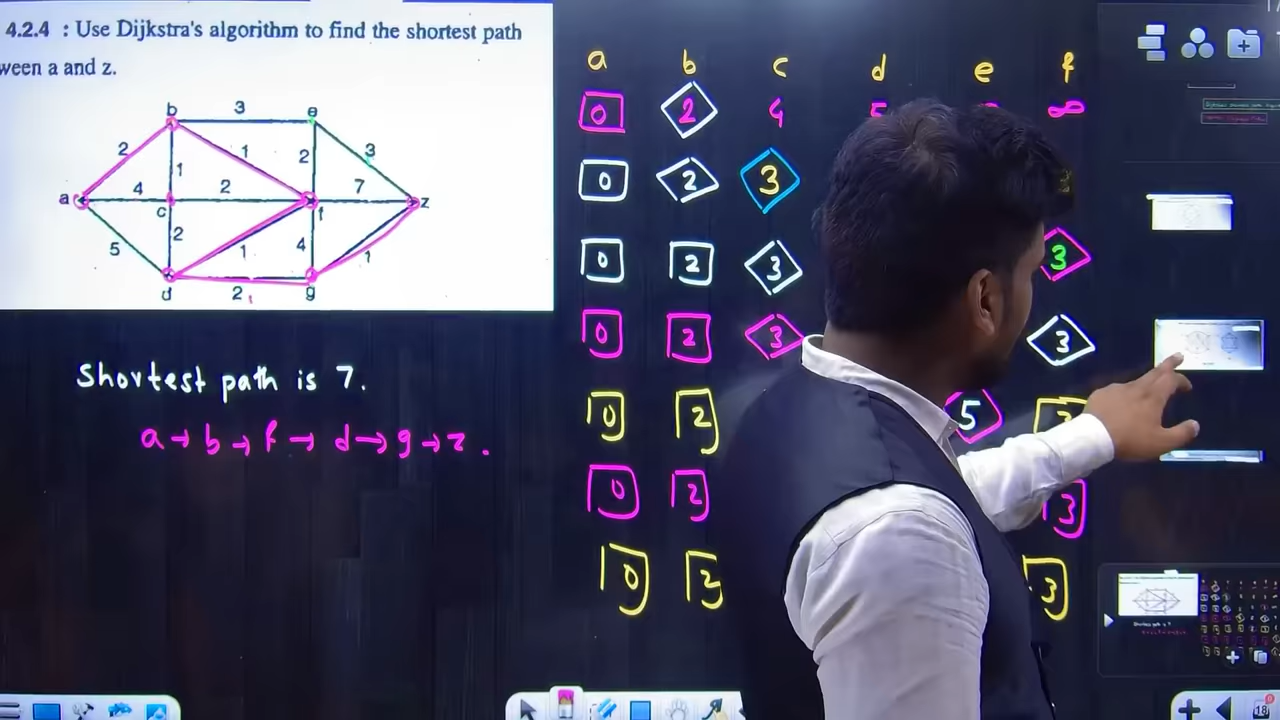 4.2.4 : Use Dijkstra's algorithm to find the shortest path
ween a and z.
b 3 e
2 1 1 2 3
a 4 2 7 z
c f
5 2 1 4 1
d 2 g
Shortest path is 7.
a→b→f→d→g→z.
a b c d e f
0 2 4 5 ∞
0 2 3
0 2 3 3
0 2 3 3
0 2 5
0 2 3
0 2 3
18